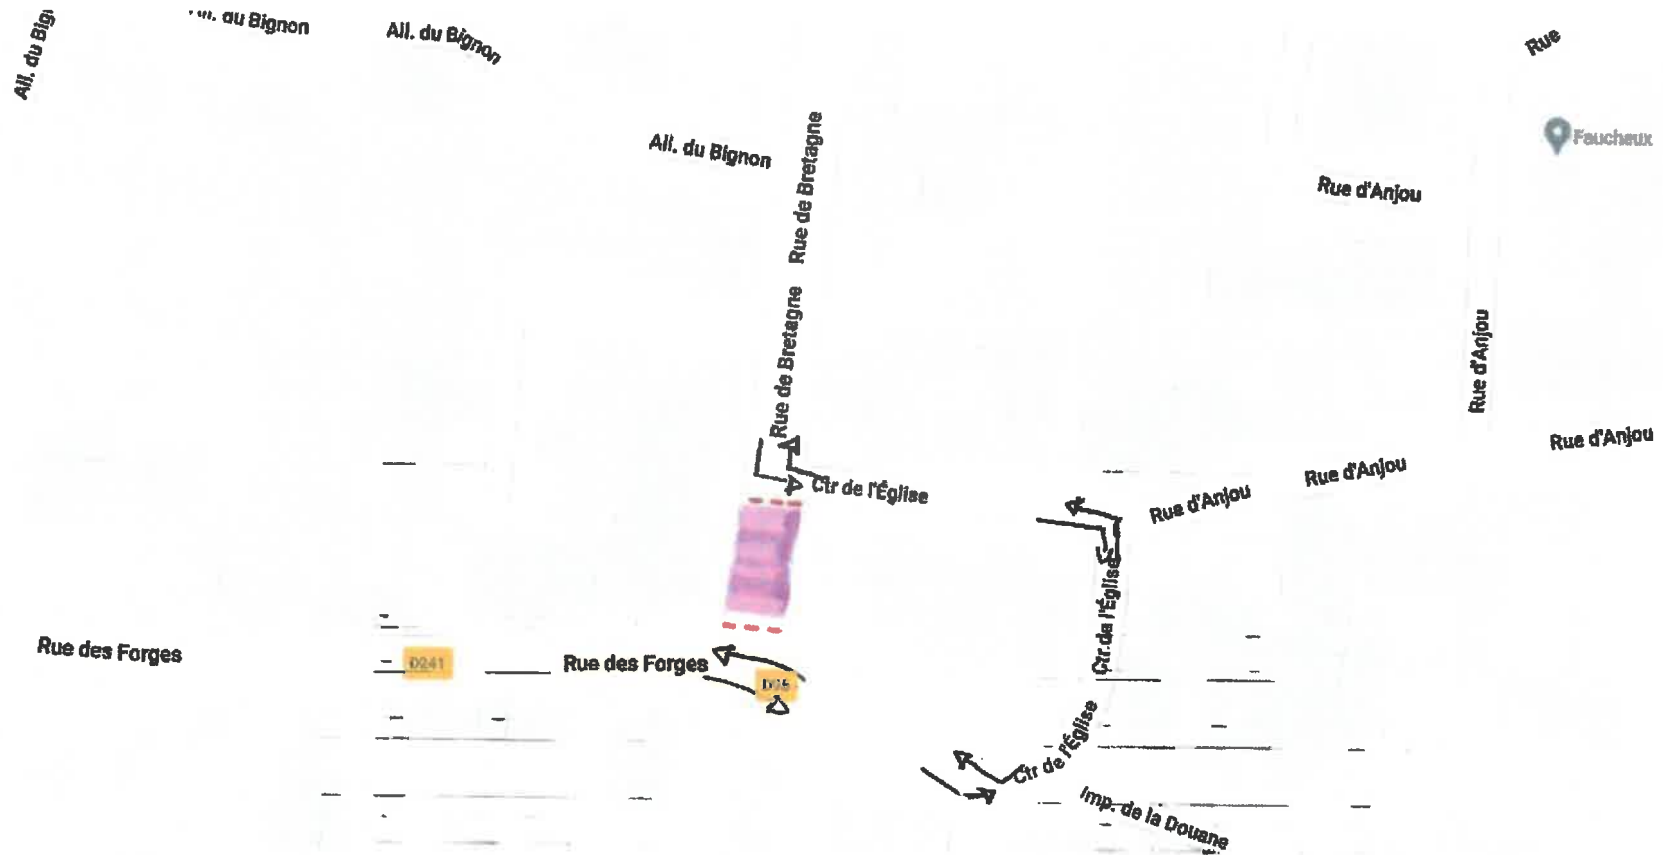 All. du
du Bignon
All. du Bignon
Rue
Faucheux
All. du Bignon
Rue de Bretagne
Rue d'Anjou
Rue de Bretagne
Rue d'Anjou
Rue d'Anjou
Rue d'Anjou
Rue d'Anjou
Ctr de l'Église
Ctr de l'Église
Rue des Forges
D241
Rue des Forges
Ctr de l'Église
Imp. de la Douane